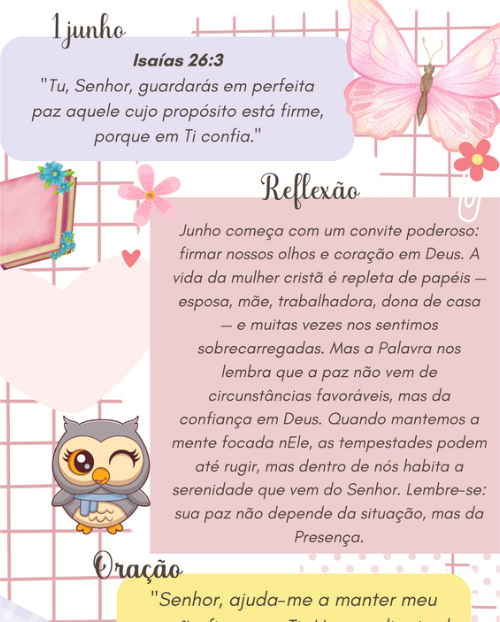 1 junho
Isaías 26:3
"Tu, Senhor, guardarás em perfeita
paz aquele cujo propósito está firme,
porque em Ti confia."
Reflexão
Junho começa com um convite poderoso:
firmar nossos olhos e coração em Deus. A
vida da mulher cristã é repleta de papéis —
esposa, mãe, trabalhadora, dona de casa
— e muitas vezes nos sentimos
sobrecarregadas. Mas a Palavra nos
lembra que a paz não vem de
circunstâncias favoráveis, mas da
confiança em Deus. Quando mantemos a
mente focada nEle, as tempestades podem
até rugir, mas dentro de nós habita a
serenidade que vem do Senhor. Lembre-se:
sua paz não depende da situação, mas da
Presença.
Oração
"Senhor, ajuda-me a manter meu